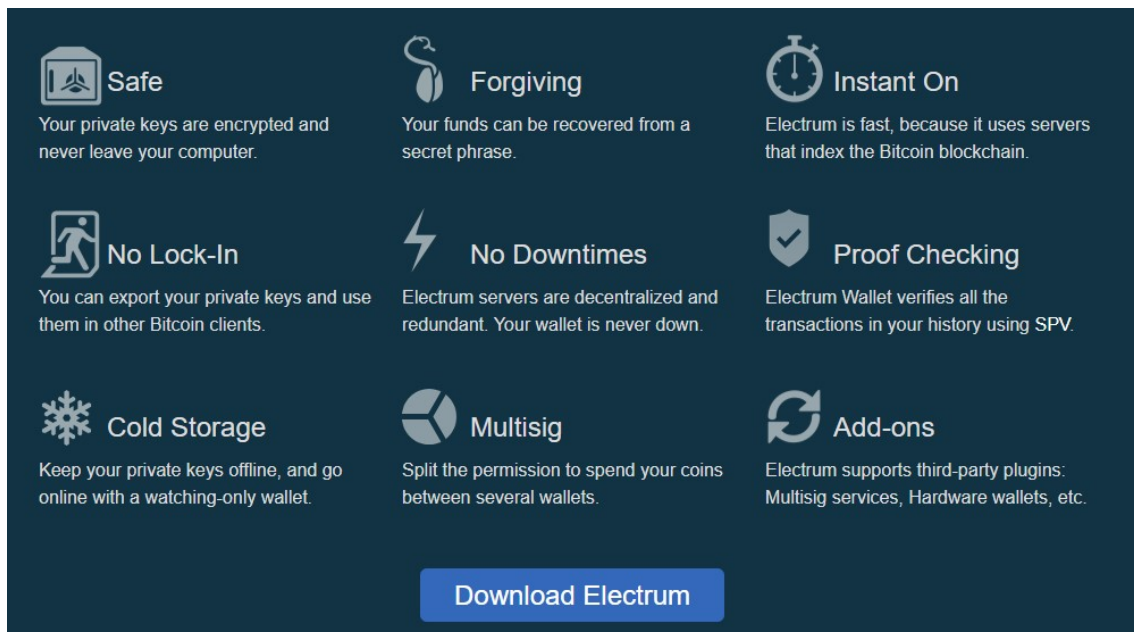 Safe
Your private keys are encrypted and
never leave your computer.
Forgiving
Your funds can be recovered from a
secret phrase.
Instant On
Electrum is fast, because it uses servers
that index the Bitcoin blockchain.
No Lock-In
You can export your private keys and use
them in other Bitcoin clients.
No Downtimes
Electrum servers are decentralized and
redundant. Your wallet is never down.
Proof Checking
Electrum Wallet verifies all the
transactions in your history using SPV.
Cold Storage
Keep your private keys offline, and go
online with a watching-only wallet.
Multisig
Split the permission to spend your coins
between several wallets.
Add-ons
Electrum supports third-party plugins:
Multisig services, Hardware wallets, etc.
Download Electrum